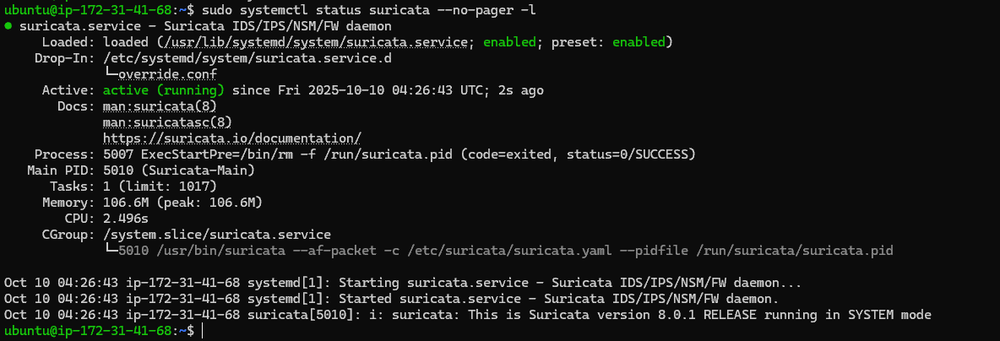 ubuntu@ip-172-31-41-68:~$ sudo systemctl status suricata --no-pager -l
● suricata.service - Suricata IDS/IPS/NSM/FW daemon
     Loaded: loaded (/usr/lib/systemd/system/suricata.service; enabled; preset: enabled)
    Drop-In: /etc/systemd/system/suricata.service.d
             └─override.conf
     Active: active (running) since Fri 2025-10-10 04:26:43 UTC; 2s ago
       Docs: man:suricata(8)
             man:suricatasc(8)
             https://suricata.io/documentation/
    Process: 5007 ExecStartPre=/bin/rm -f /run/suricata.pid (code=exited, status=0/SUCCESS)
   Main PID: 5010 (Suricata-Main)
      Tasks: 1 (limit: 1017)
     Memory: 106.6M (peak: 106.6M)
        CPU: 2.496s
     CGroup: /system.slice/suricata.service
             └─5010 /usr/bin/suricata --af-packet -c /etc/suricata/suricata.yaml --pidfile /run/suricata/suricata.pid

Oct 10 04:26:43 ip-172-31-41-68 systemd[1]: Starting suricata.service - Suricata IDS/IPS/NSM/FW daemon...
Oct 10 04:26:43 ip-172-31-41-68 systemd[1]: Started suricata.service - Suricata IDS/IPS/NSM/FW daemon.
Oct 10 04:26:43 ip-172-31-41-68 suricata[5010]: i: suricata: This is Suricata version 8.0.1 RELEASE running in SYSTEM mode
ubuntu@ip-172-31-41-68:~$